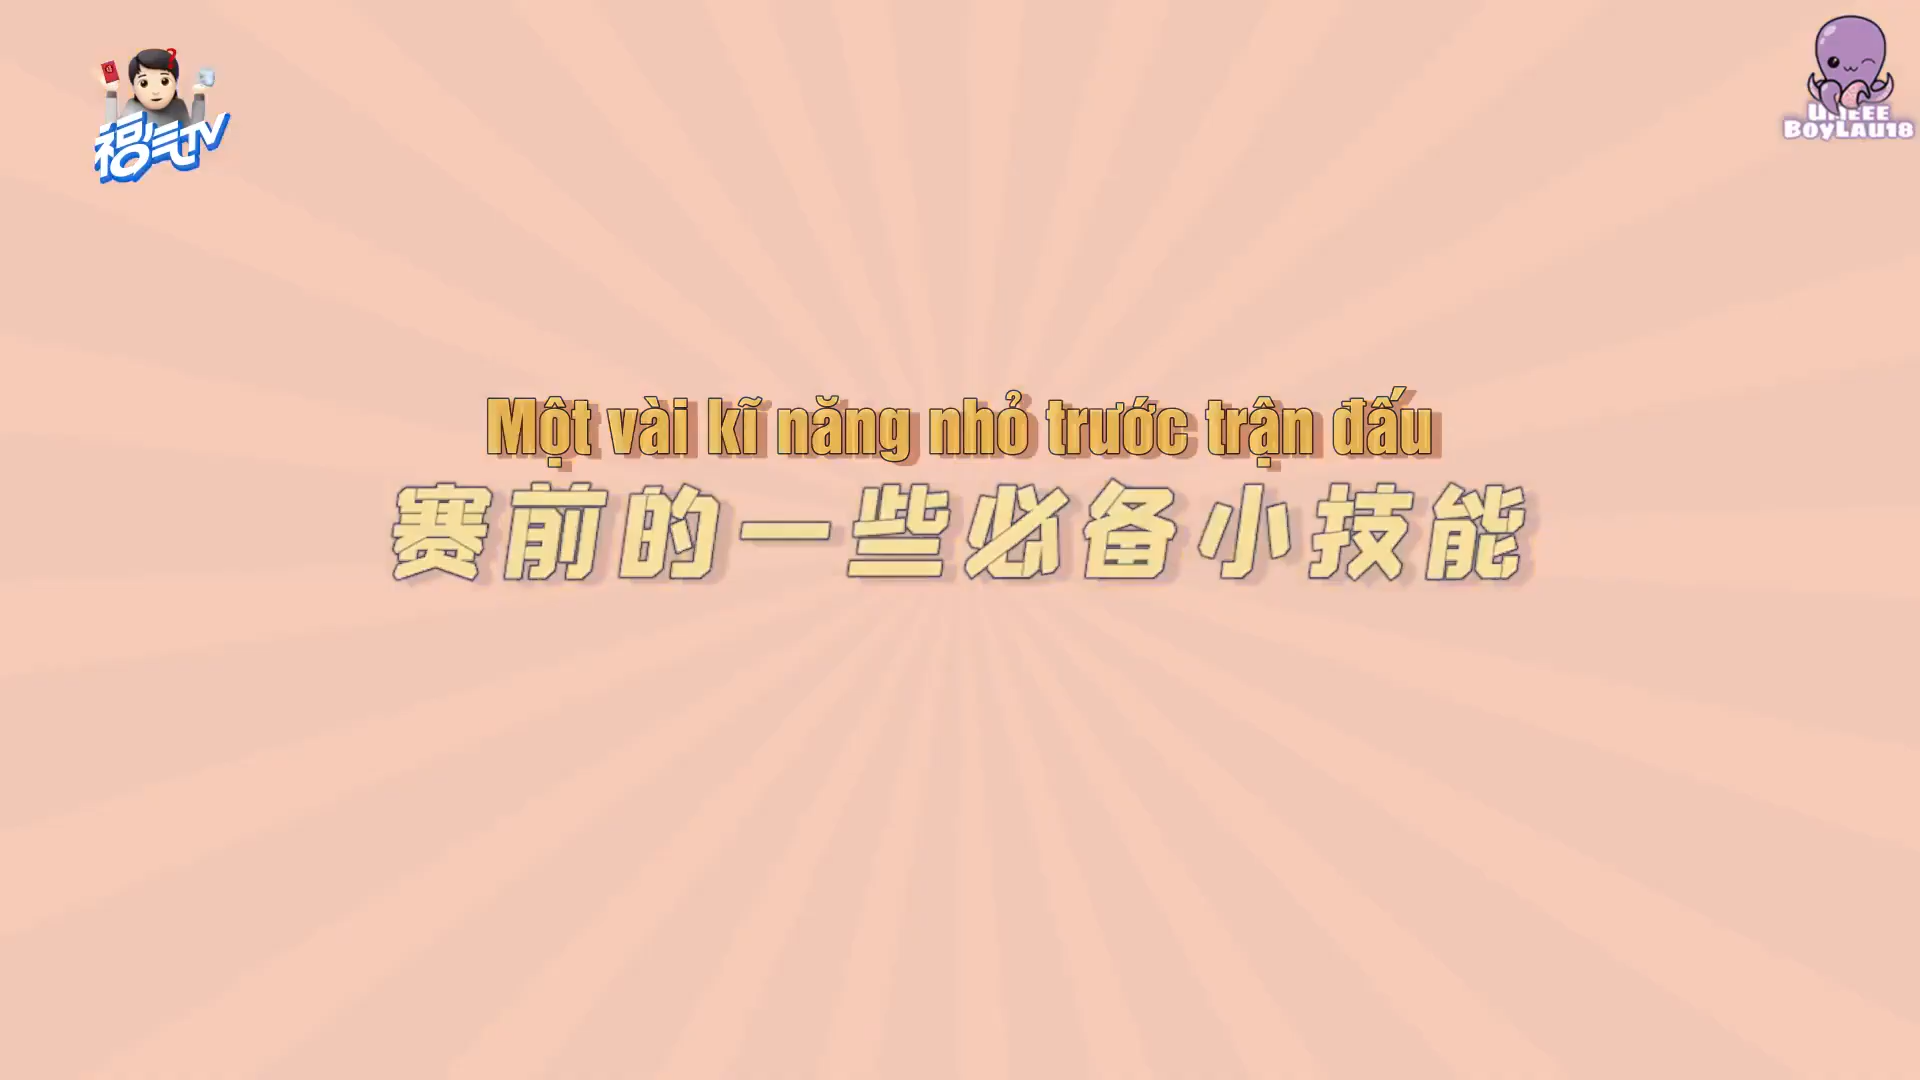 福气TV
UNEEE
BOYLAU18
Một vài kĩ năng nhỏ trước trận đấu
赛前的一些必备小技能